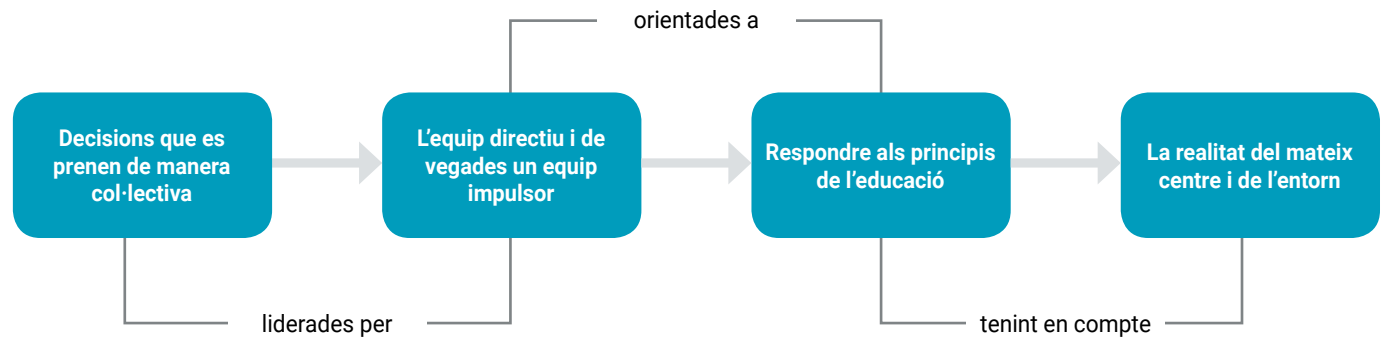 orientades a
Decisions que es
prenen de manera
col·lectiva
L'equip directiu i de
vegades un equip
impulsor
Respondre als principis
de l'educació
La realitat del mateix
centre i de l'entorn
liderades per
tenint en compte